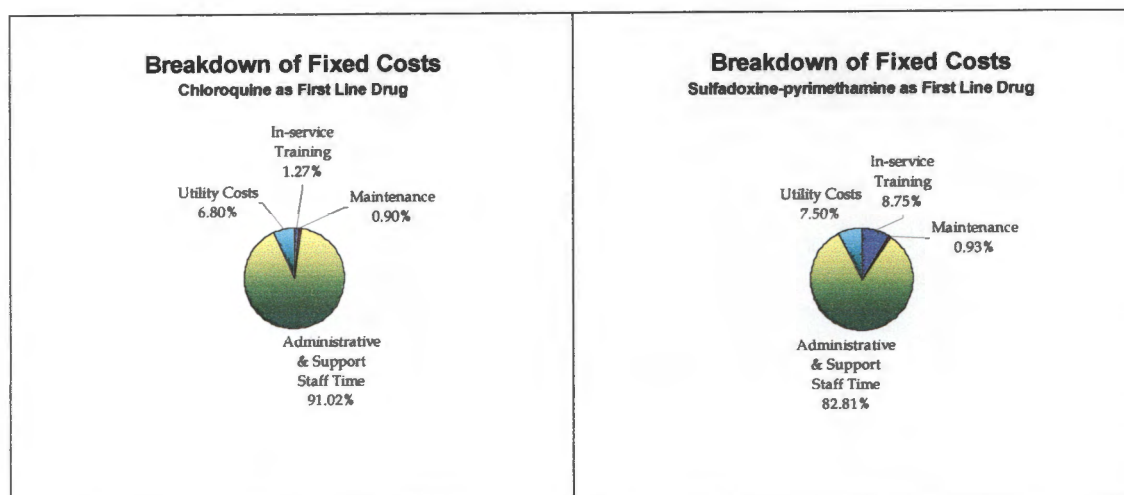 Breakdown of Fixed Costs
Chloroquine as First Line Drug
In-service
Training
1.27%
Utility Costs
6.80%
Maintenance
0.90%
Administrative
& Support
Staff Time
91.02%
Breakdown of Fixed Costs
Sulfadoxine-pyrimethamine as First Line Drug
In-service
Training
8.75%
Utility Costs
7.50%
Maintenance
0.93%
Administrative
& Support
Staff Time
82.81%